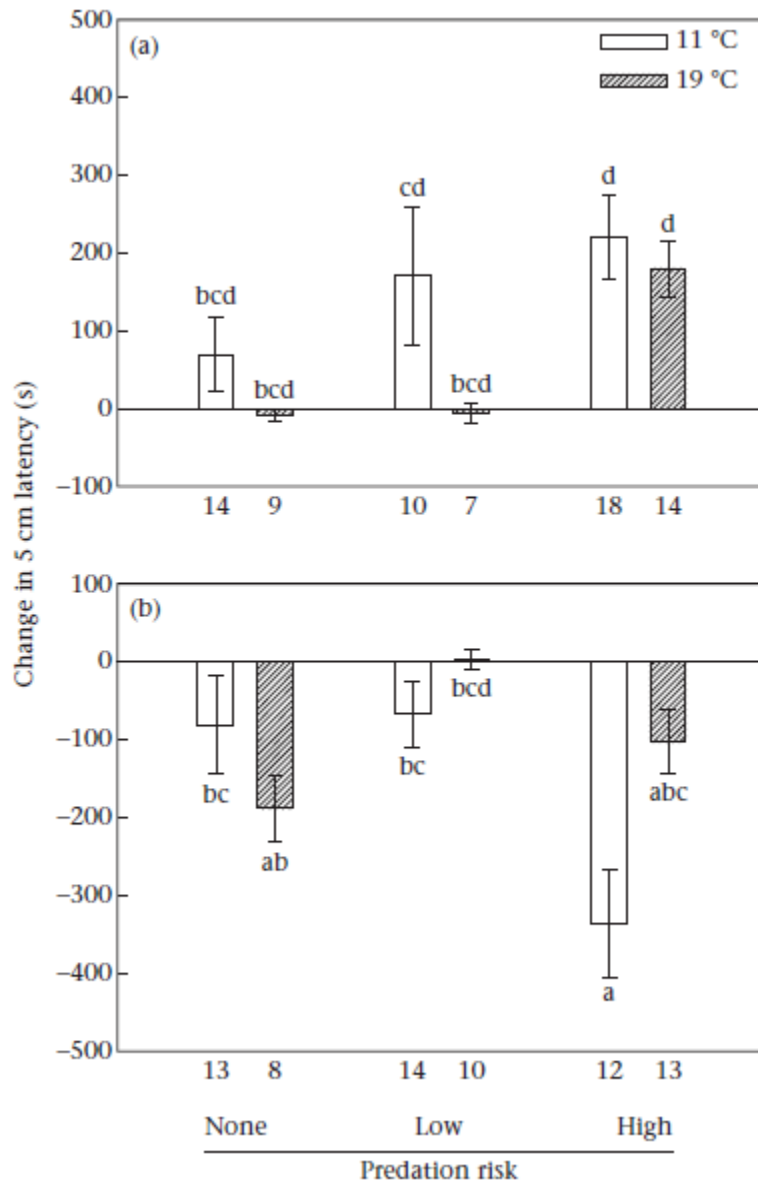 500
(a)
11 °C
19 °C
400
300
cd
d
d
200
bcd
100
bcd
bcd
0
−100
14 9 10 7 18 14
Change in 5 cm latency (s)
100
(b)
0
bcd
−100
bc
bc
abc
−200
ab
−300
−400
a
−500
13 8 14 10 12 13
None Low High
Predation risk